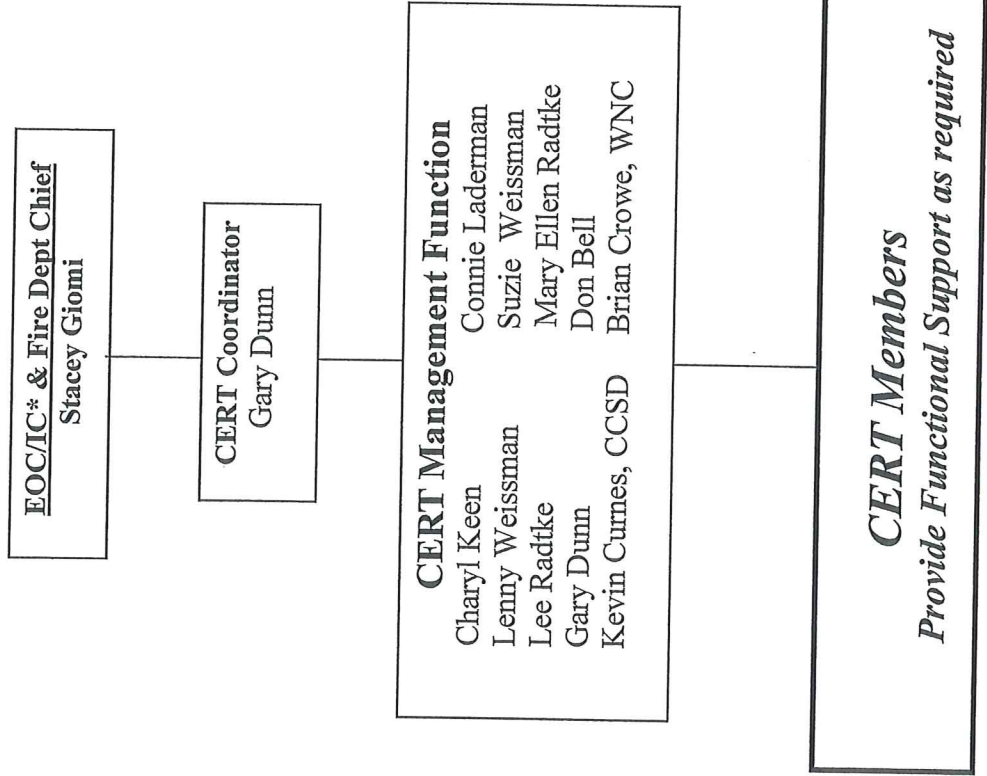 EOC/IC* & Fire Dept Chief
Stacey Giomi
CERT Coordinator
Gary Dunn
CERT Management Function
Charyl Keen Connie Laderman
Lenny Weissman Suzie Weissman
Lee Radtke Mary Ellen Radtke
Gary Dunn Don Bell
Kevin Curnes, CCSD Brian Crowe, WNC
CERT Members
Provide Functional Support as required